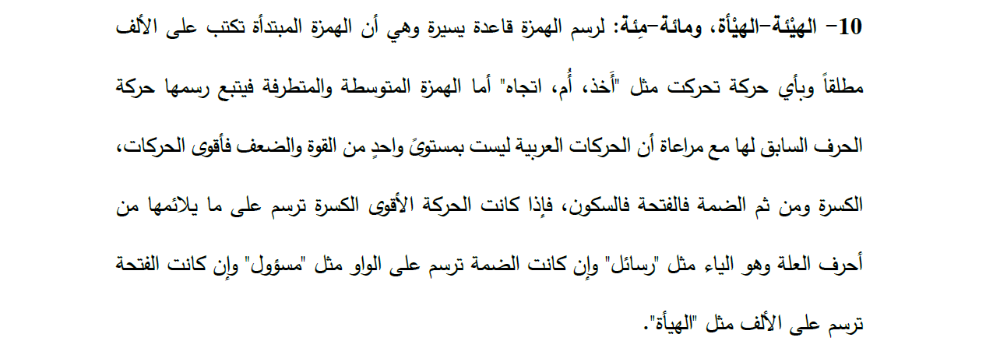 10- الهيْئة-الهيْأة، ومائة-مِئة: لرسم الهمزة قاعدة يسيرة وهي أن الهمزة المبتدأة تكتب على الألف
مطلقاً وبأي حركة تحركت مثل "أَخذ، أُم، اتجاه" أما الهمزة المتوسطة والمتطرفة فيتبع رسمها حركة
الحرف السابق لها مع مراعاة أن الحركات العربية ليست بمستوىً واحدٍ من القوة والضعف فأقوى الحركات،
الكسرة ومن ثم الضمة فالفتحة فالسكون، فإذا كانت الحركة الأقوى الكسرة ترسم على ما يلائمها من
أحرف العلة وهو الياء مثل "رسائل" وإن كانت الضمة ترسم على الواو مثل "مسؤول" وإن كانت الفتحة
ترسم على الألف مثل "الهيأة".